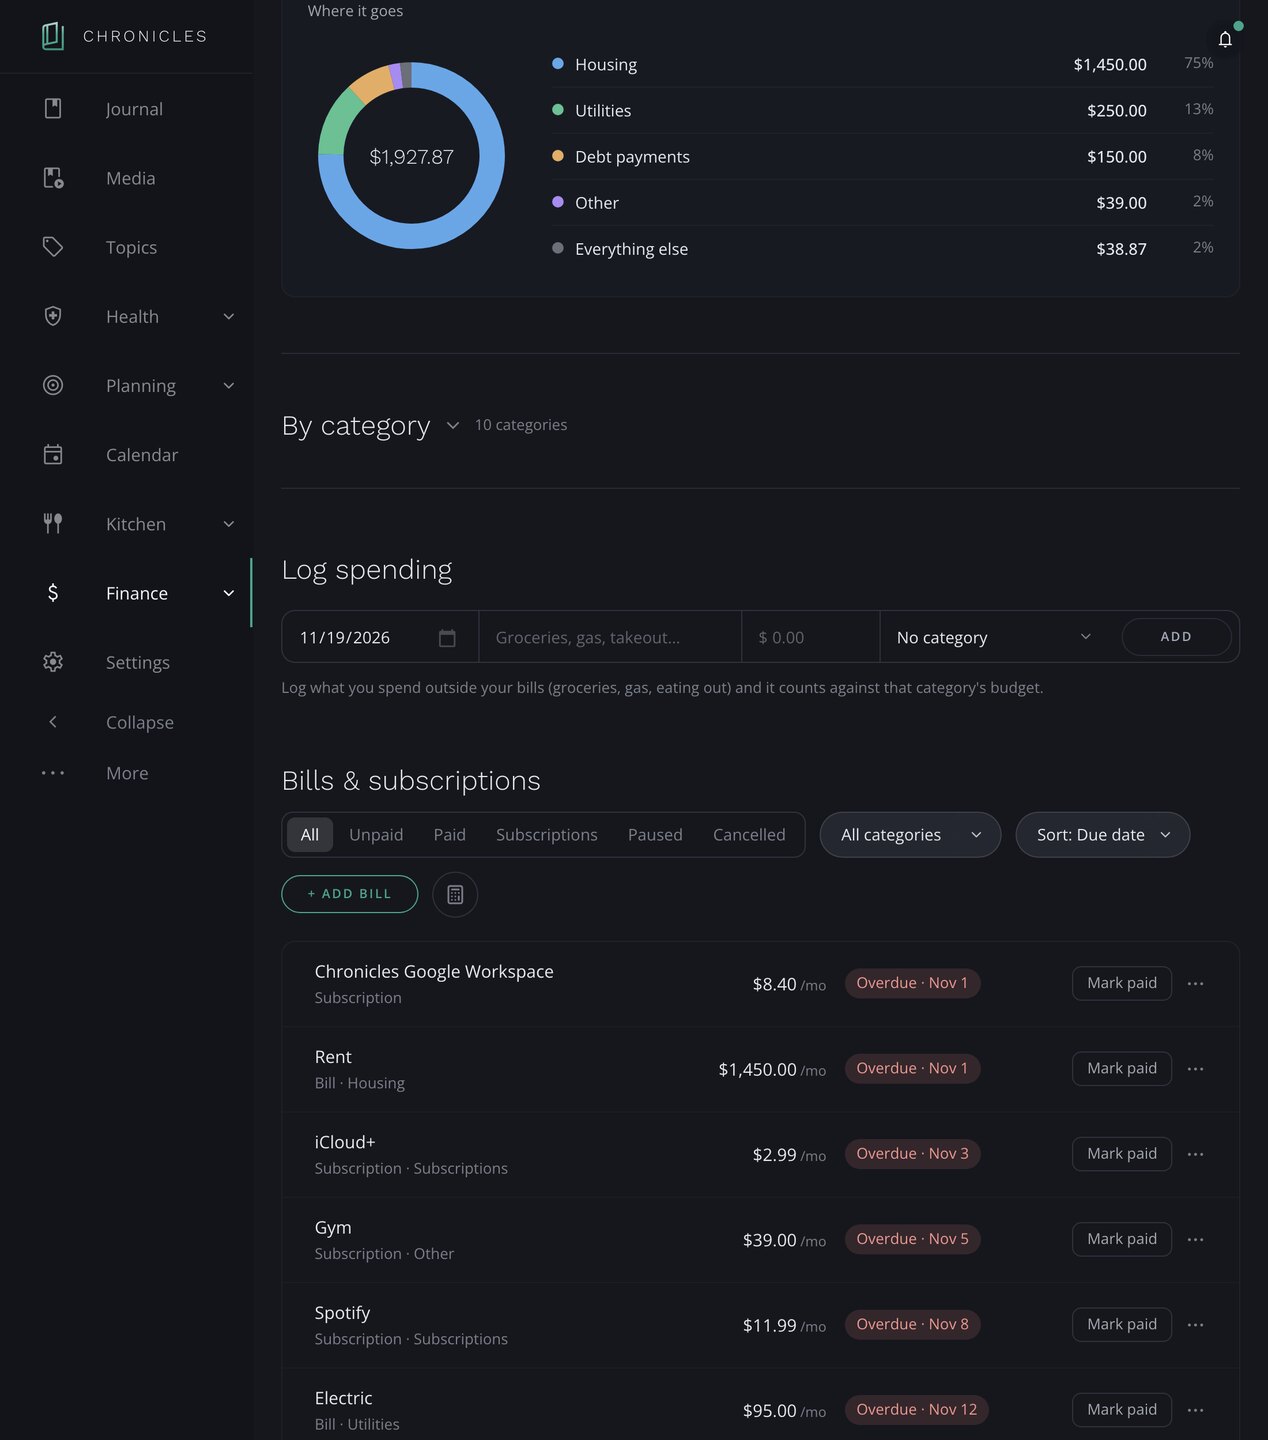 CHRONICLES
Journal
Media
Topics
Health
Planning
Calendar
Kitchen
$ Finance
Settings
Collapse
More
Where it goes
$1,927.87
Housing $1,450.00 75%
Utilities $250.00 13%
Debt payments $150.00 8%
Other $39.00 2%
Everything else $38.87 2%
By category 10 categories
Log spending
11/19/2026 Groceries, gas, takeout... $ 0.00 No category ADD
Log what you spend outside your bills (groceries, gas, eating out) and it counts against that category's budget.
Bills & subscriptions
All Unpaid Paid Subscriptions Paused Cancelled All categories Sort: Due date
+ ADD BILL
Chronicles Google Workspace
Subscription
$8.40 /mo Overdue · Nov 1 Mark paid ···
Rent
Bill · Housing
$1,450.00 /mo Overdue · Nov 1 Mark paid ···
iCloud+
Subscription · Subscriptions
$2.99 /mo Overdue · Nov 3 Mark paid ···
Gym
Subscription · Other
$39.00 /mo Overdue · Nov 5 Mark paid ···
Spotify
Subscription · Subscriptions
$11.99 /mo Overdue · Nov 8 Mark paid ···
Electric
Bill · Utilities
$95.00 /mo Overdue · Nov 12 Mark paid ···